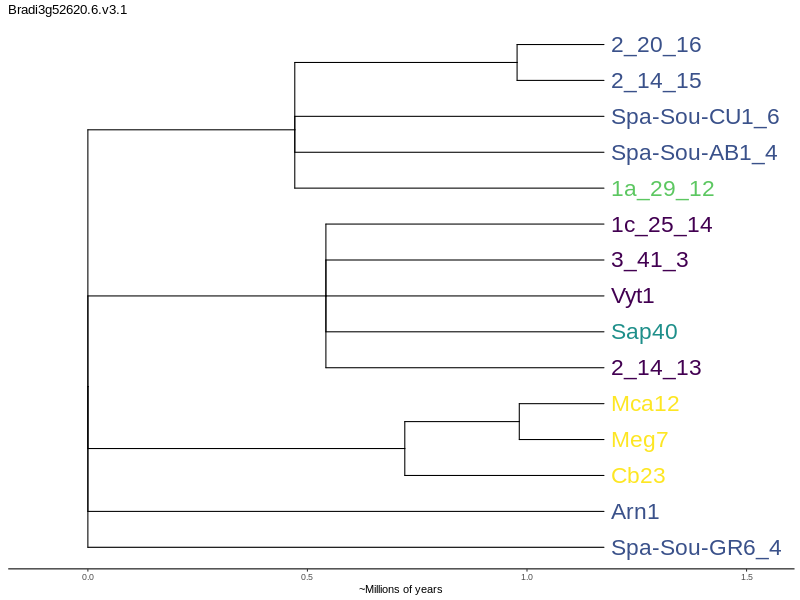 Bradi3g52620.6.v3.1
2_20_16
2_14_15
Spa-Sou-CU1_6
Spa-Sou-AB1_4
1a_29_12
1c_25_14
3_41_3
Vyt1
Sap40
2_14_13
Mca12
Meg7
Cb23
Arn1
Spa-Sou-GR6_4
0.0 0.5 1.0 1.5
~Millions of years